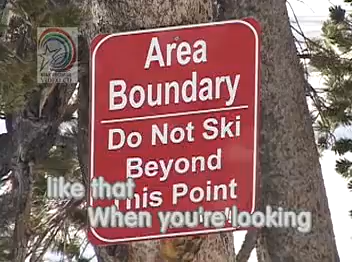 Area
Boundary
Do Not Ski
Beyond
This Point
like that
When you're looking